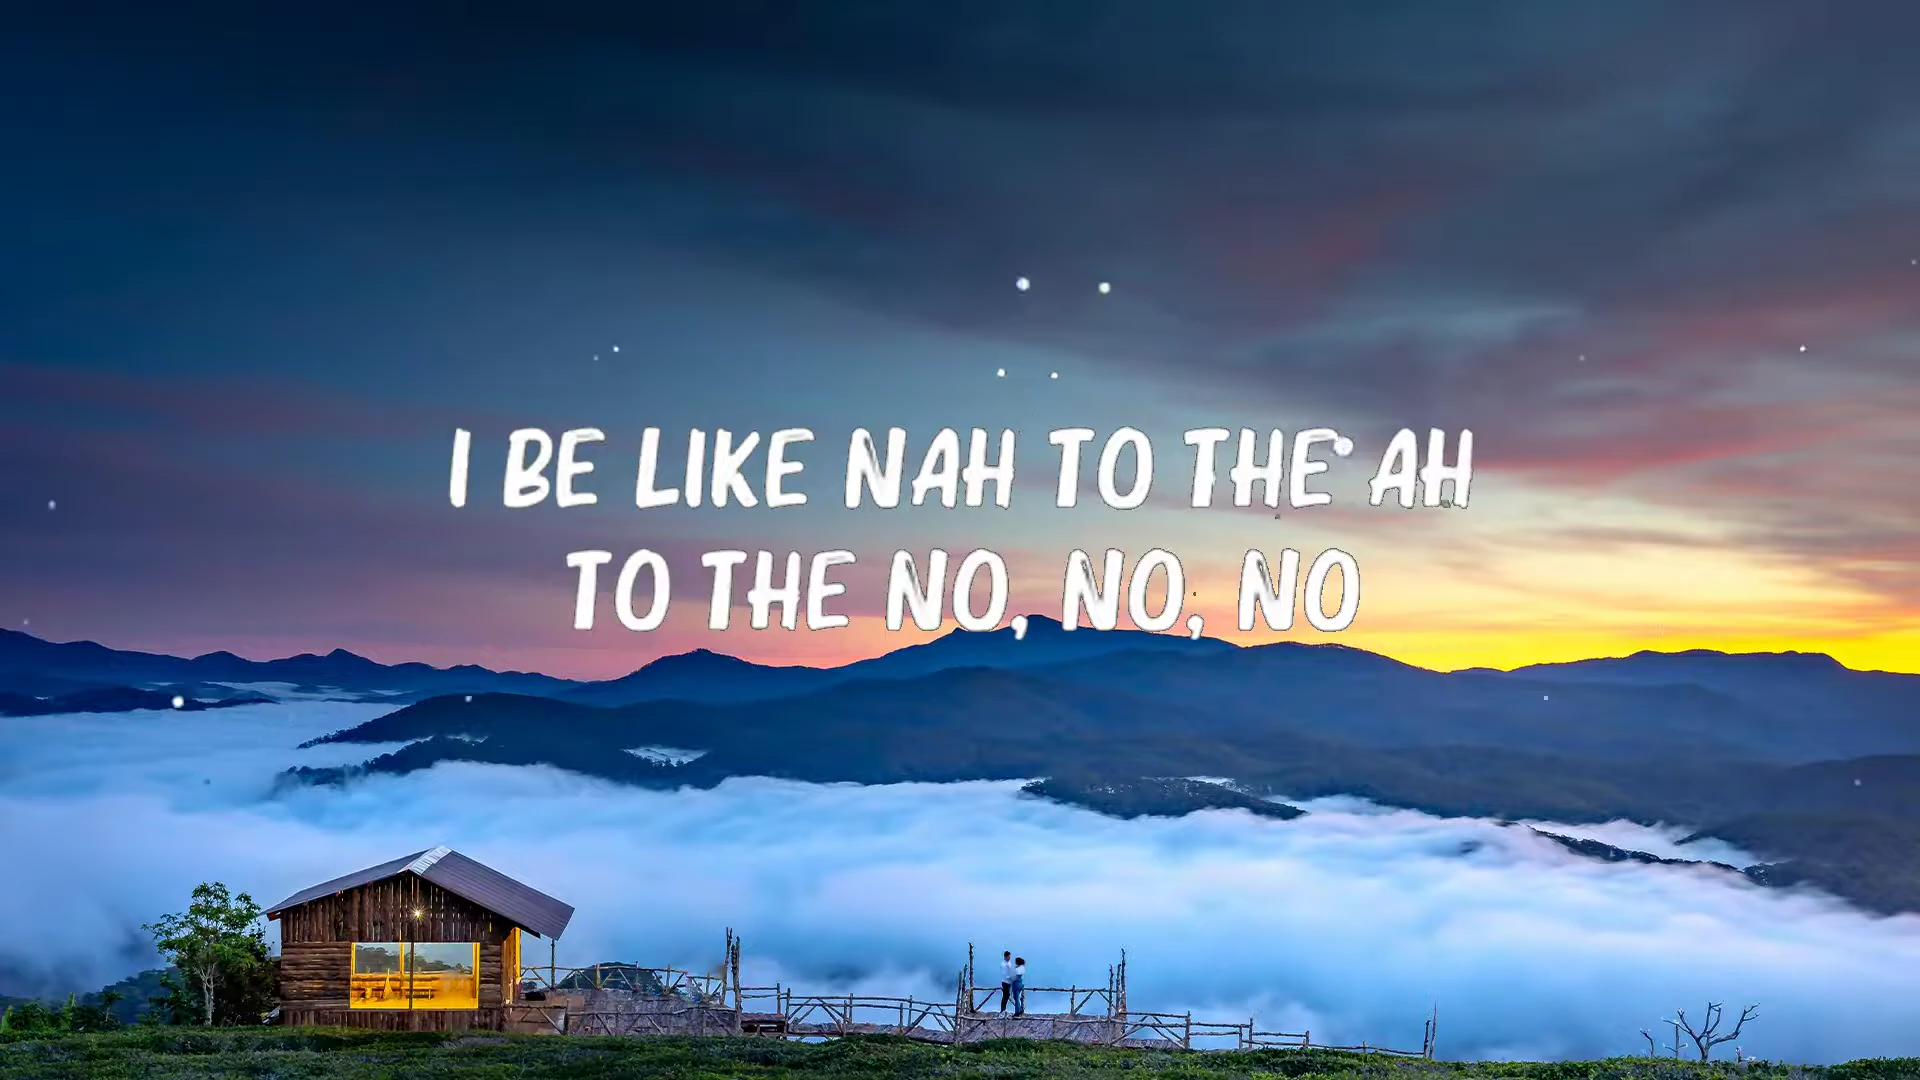 I BE LIKE NAH TO THE AH
TO THE NO, NO, NO